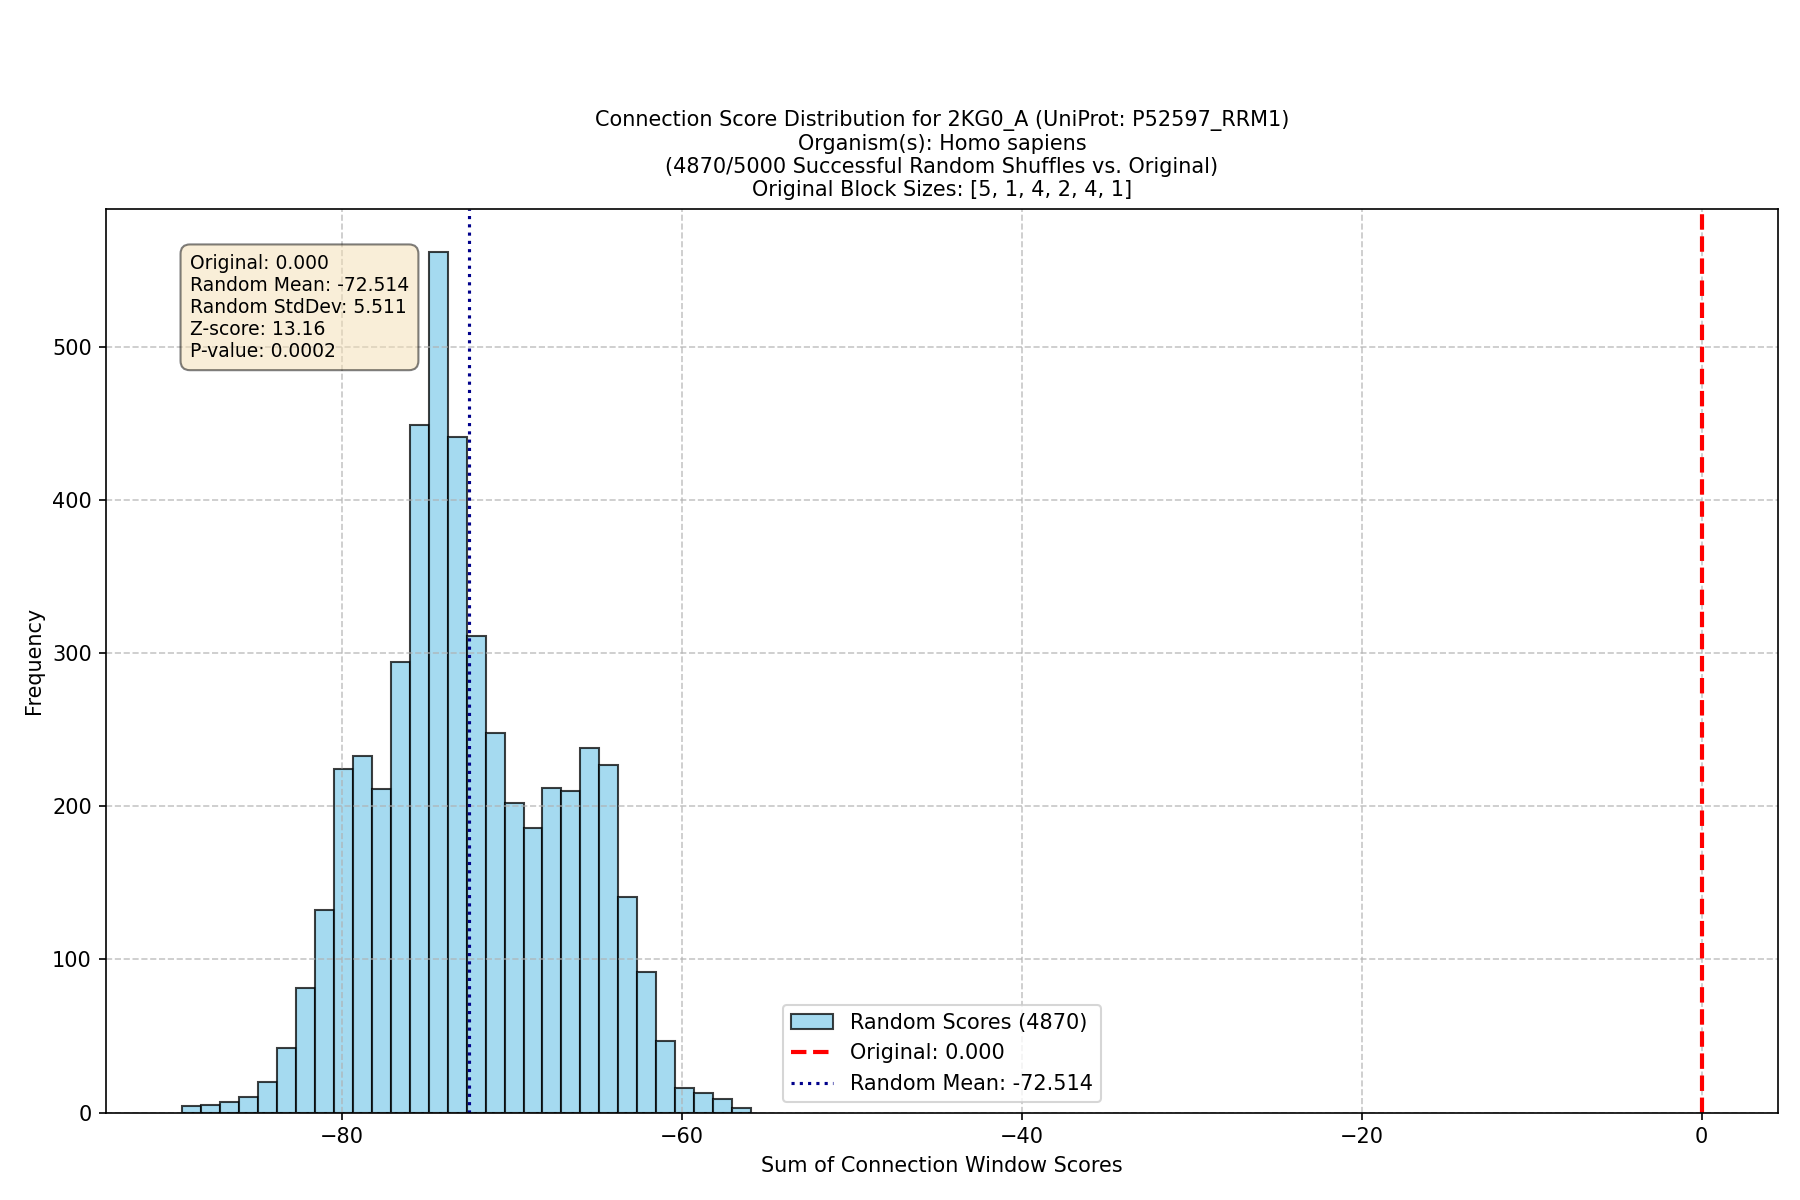 Connection Score Distribution for 2KG0_A (UniProt: P52597_RRM1)
Organism(s): Homo sapiens
(4870/5000 Successful Random Shuffles vs. Original)
Original Block Sizes: [5, 1, 4, 2, 4, 1]
Original: 0.000
Random Mean: -72.514
Random StdDev: 5.511
Z-score: 13.16
P-value: 0.0002
500
400
300
200
100
0
Frequency
Random Scores (4870)
Original: 0.000
Random Mean: -72.514
−80
−60
−40
−20
0
Sum of Connection Window Scores